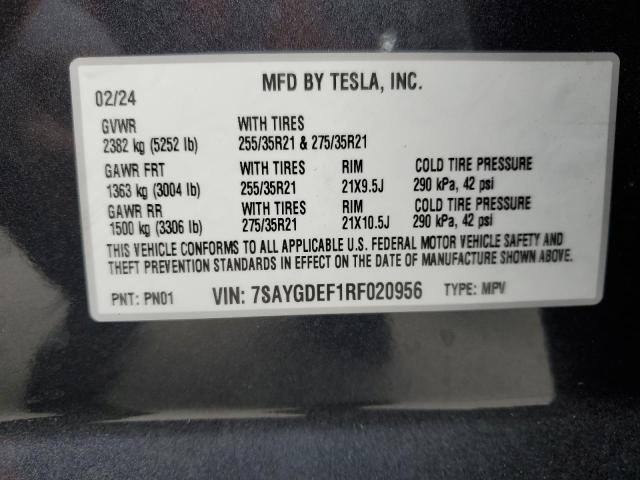 MFD BY TESLA, INC.
02/24
GVWR WITH TIRES
2382 kg (5252 lb) 255/35R21 & 275/35R21
GAWR FRT WITH TIRES RIM COLD TIRE PRESSURE
1363 kg (3004 lb) 255/35R21 21X9.5J 290 kPa, 42 psi
GAWR RR WITH TIRES RIM COLD TIRE PRESSURE
1500 kg (3306 lb) 275/35R21 21X10.5J 290 kPa, 42 psi
THIS VEHICLE CONFORMS TO ALL APPLICABLE U.S. FEDERAL MOTOR VEHICLE SAFETY AND
THEFT PREVENTION STANDARDS IN EFFECT ON THE DATE OF MANUFACTURE SHOWN ABOVE.
PNT: PN01 VIN: 7SAYGDEF1RF020956 TYPE: MPV